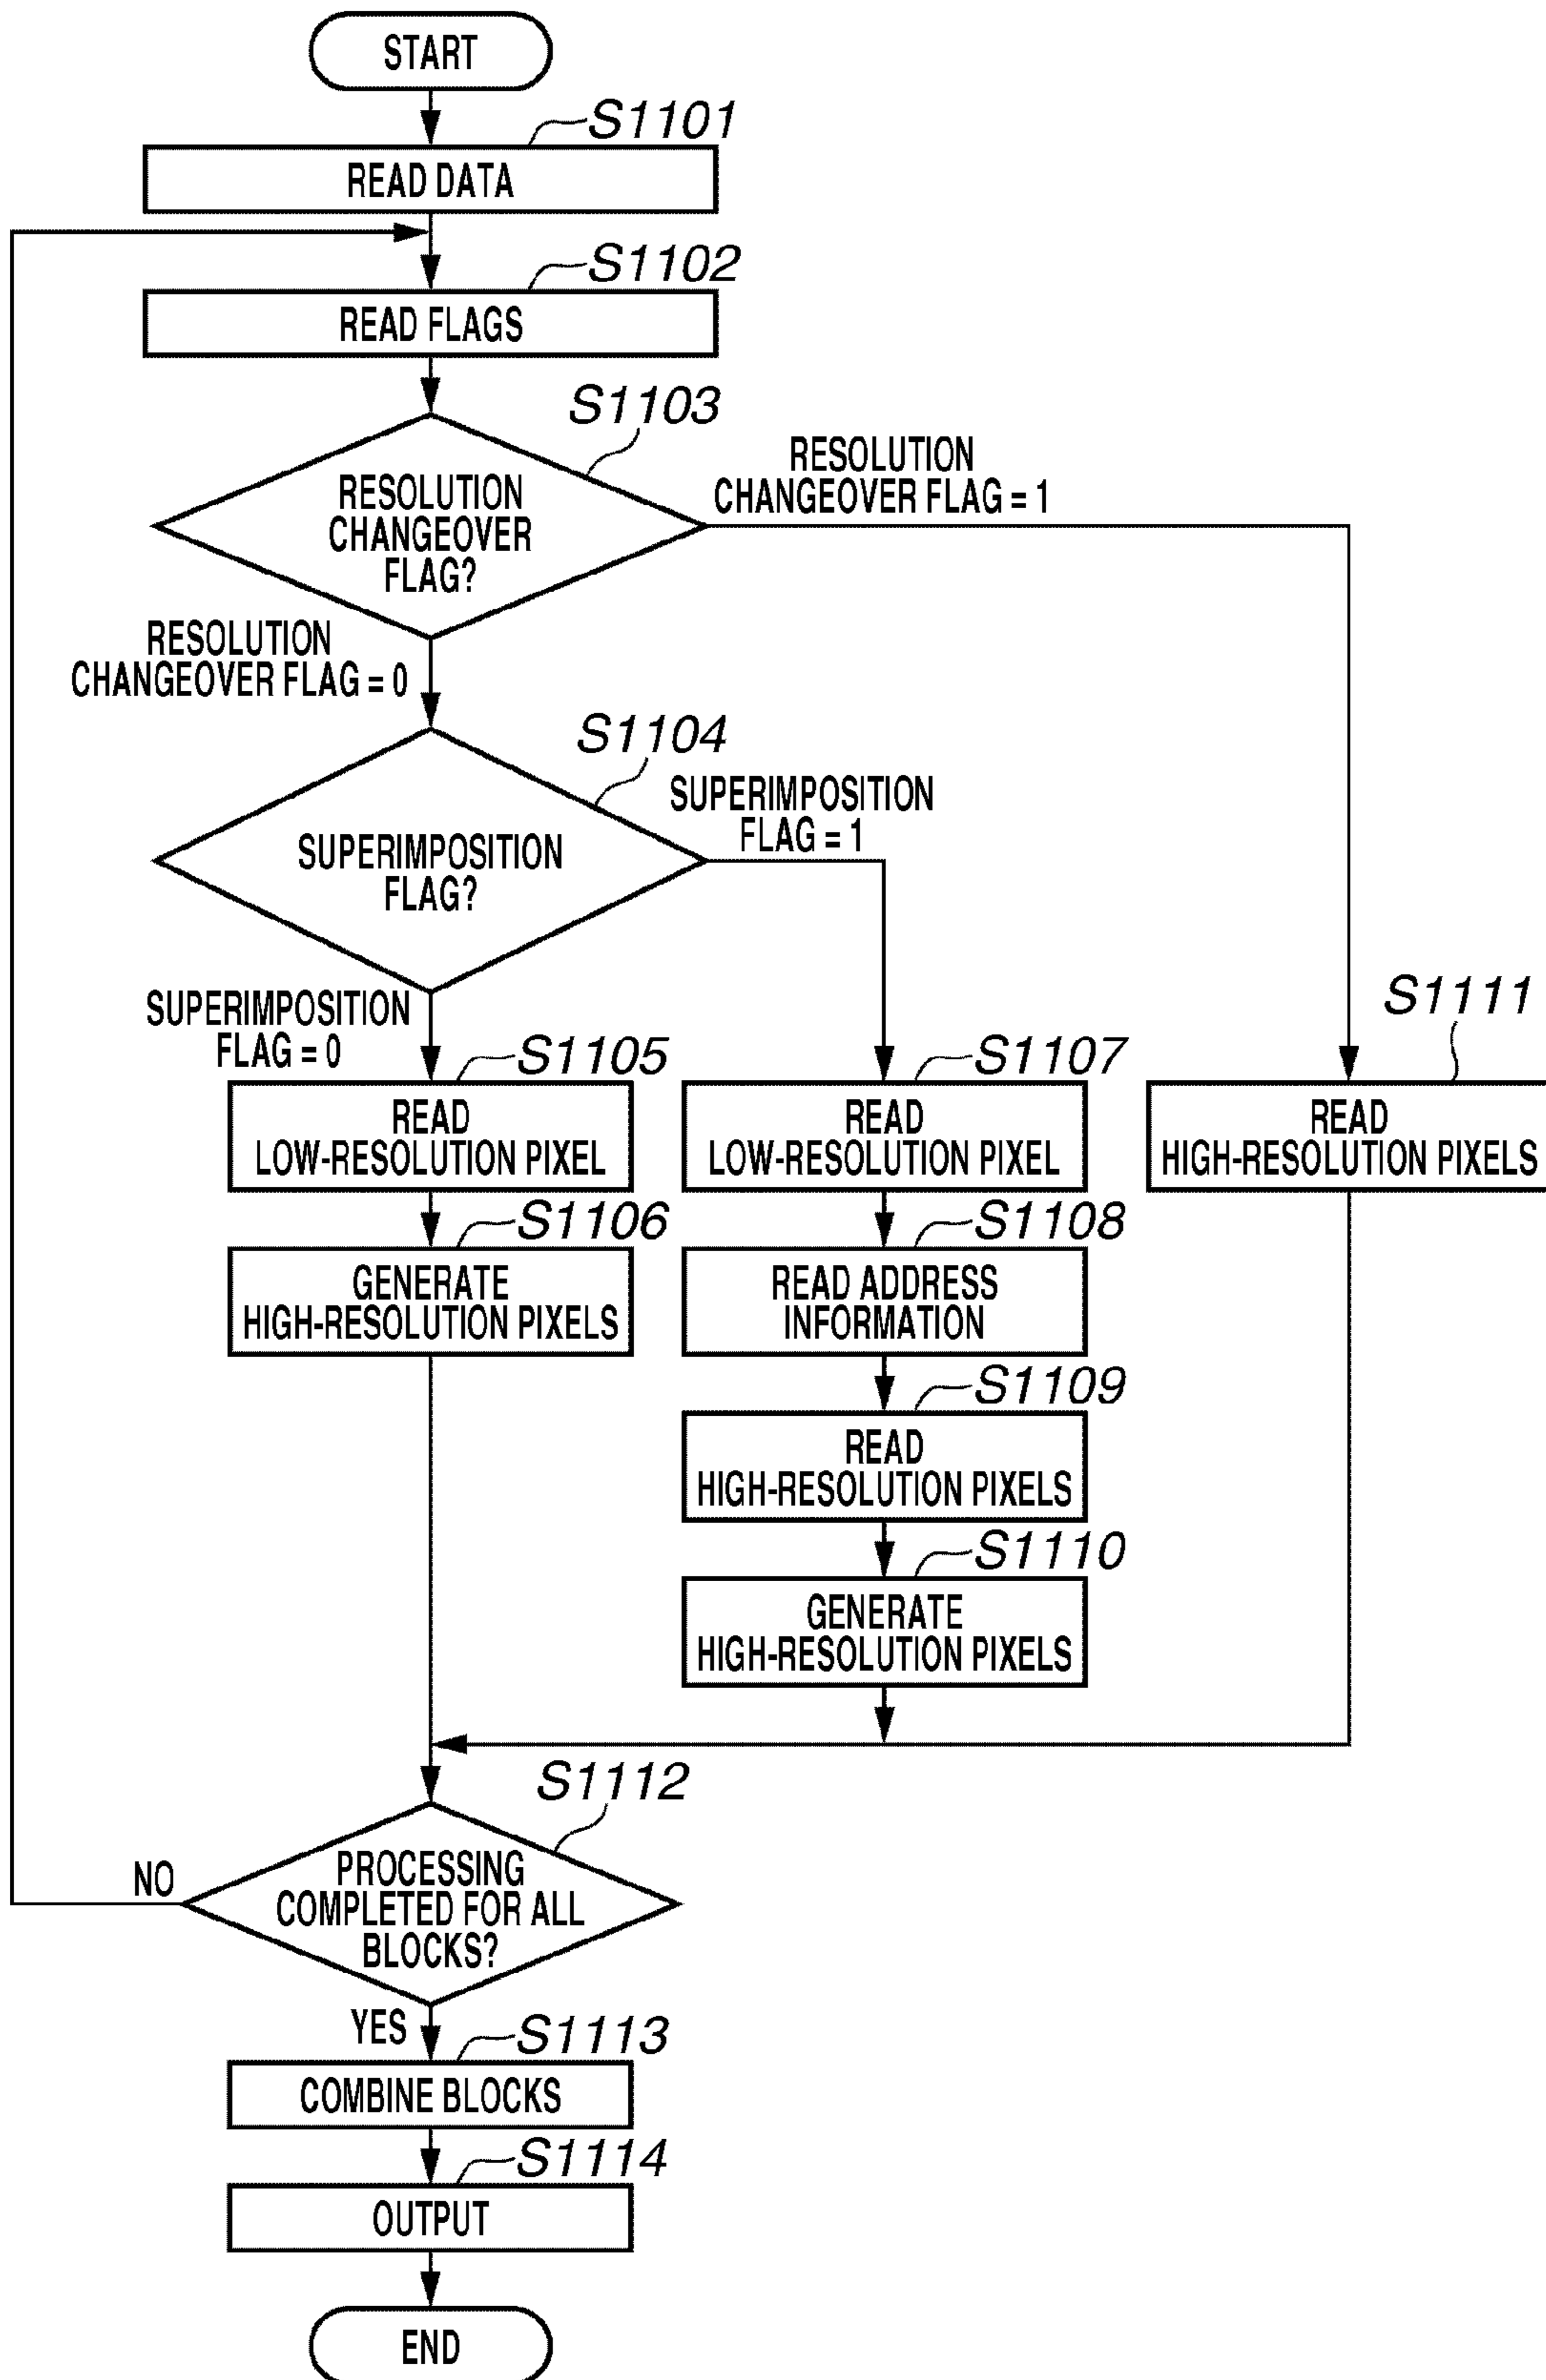 START
S1101
READ DATA
S1102
READ FLAGS
S1103
RESOLUTION
CHANGEOVER
FLAG?
RESOLUTION
CHANGEOVER FLAG = 1
RESOLUTION
CHANGEOVER FLAG = 0
S1104
SUPERIMPOSITION
FLAG?
SUPERIMPOSITION
FLAG = 1
SUPERIMPOSITION
FLAG = 0
S1105
READ
LOW-RESOLUTION PIXEL
S1106
GENERATE
HIGH-RESOLUTION PIXELS
S1107
READ
LOW-RESOLUTION PIXEL
S1108
READ ADDRESS
INFORMATION
S1109
READ
HIGH-RESOLUTION PIXELS
S1110
GENERATE
HIGH-RESOLUTION PIXELS
S1111
READ
HIGH-RESOLUTION PIXELS
S1112
PROCESSING
COMPLETED FOR ALL
BLOCKS?
NO
YES
S1113
COMBINE BLOCKS
S1114
OUTPUT
END